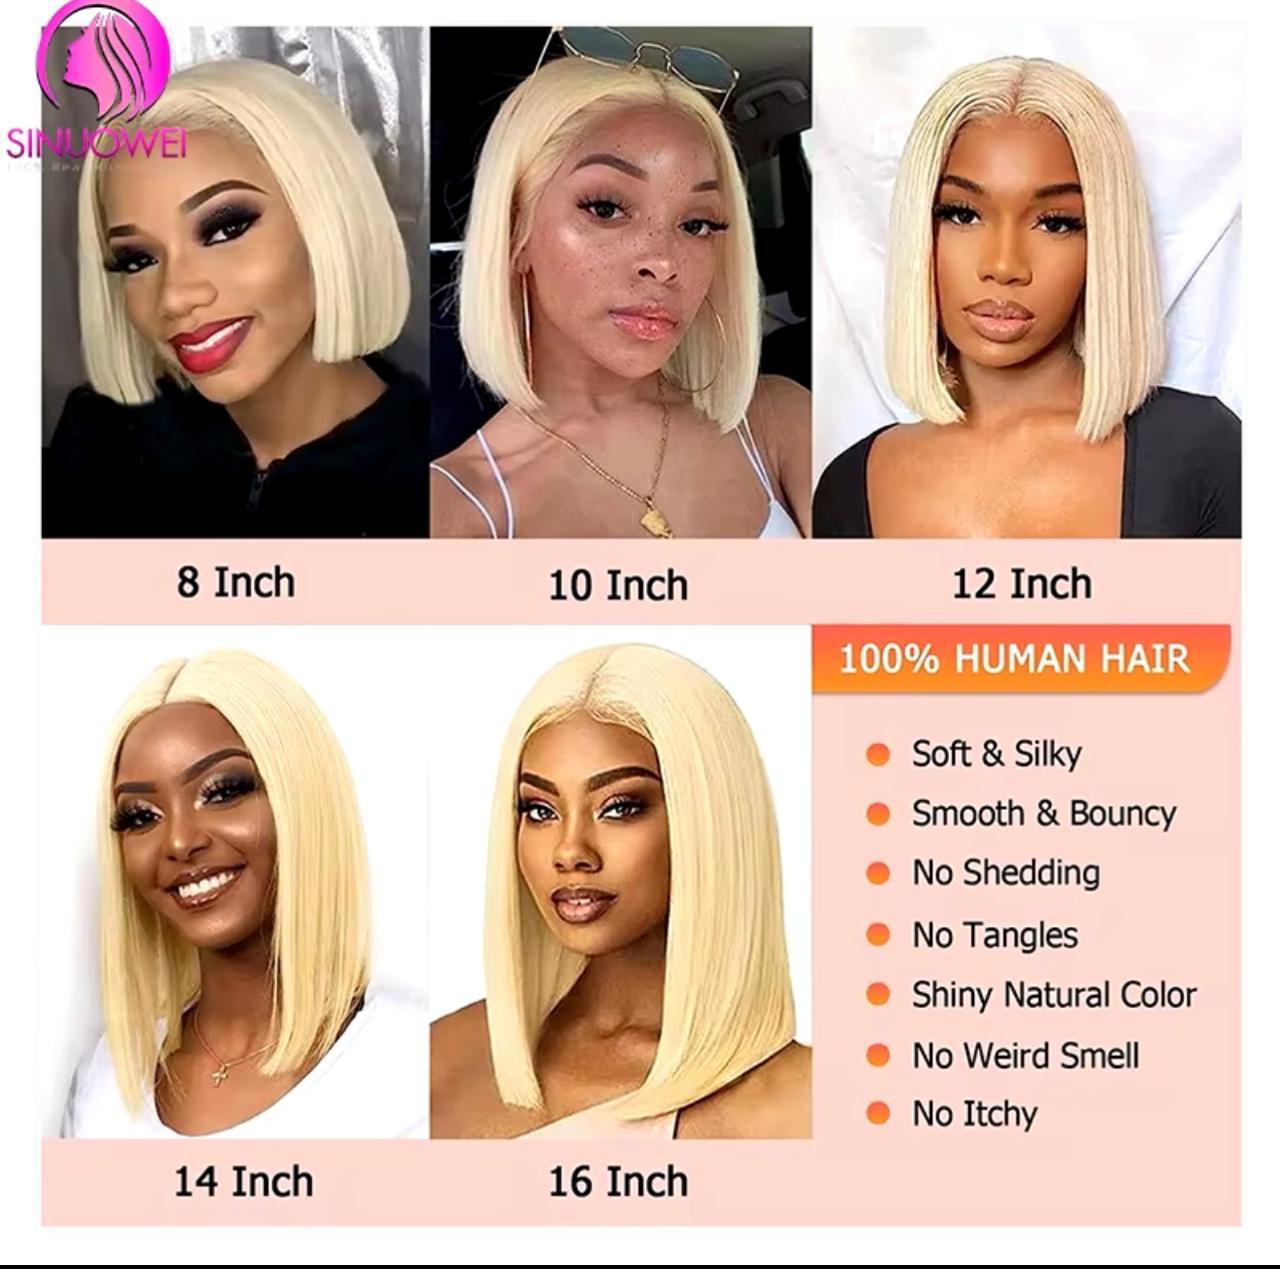 SINUOWEI
8 Inch
10 Inch
12 Inch
100% HUMAN HAIR
Soft & Silky
Smooth & Bouncy
No Shedding
No Tangles
Shiny Natural Color
No Weird Smell
No Itchy
14 Inch
16 Inch